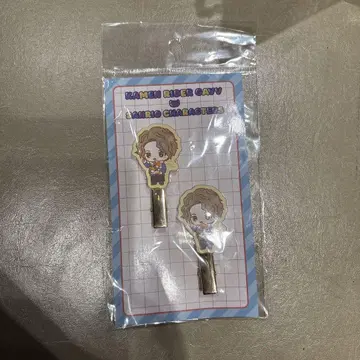 KAMEN RIDER GAVV
SANRIO CHARACTERS